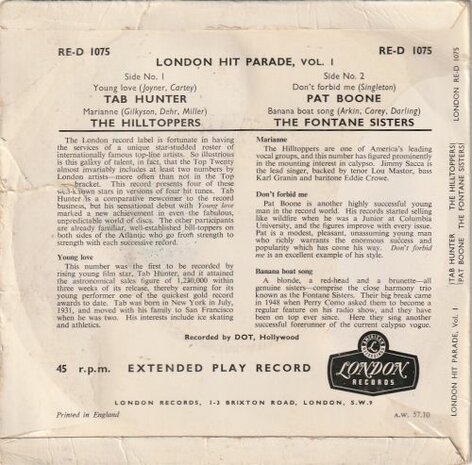 RE-D 1075
RE-D 1075
LONDON HIT PARADE, VOL. 1
Side No. 1
Young love (Joyner, Cartey)
TAB HUNTER
Marianne (Gilkyson, Dehr, Miller)
THE HILLTOPPERS
Side No. 2
Don't forbid me (Singleton)
PAT BOONE
Banana boat song (Arkin, Carey, Darling)
THE FONTANE SISTERS
The London record label is fortunate in having
the services of a unique star-studded roster of
internationally famous top-line artists. So illustrious
is this galaxy of talent, in fact, that the Top Twenty
almost invariably includes at least two numbers by
London artists—more often than not in the Top
bracket. This record presents four of these
well-known stars in versions of four hit tunes. Tab
Hunter is a comparative newcomer to the record
business, but his sensational debut with Young love
marked a new achievement in even the fabulous,
unpredictable world of discs. The other participants
are already familiar, well-established bill-toppers on
both sides of the Atlantic who go from strength to
strength with each successive record.
Young love
This number was the first to be recorded by
rising young film star, Tab Hunter, and it attained
the astronomical sales figure of 1,230,000 within
three weeks of its release, thereby earning for its
young performer one of the quickest gold record
awards to date. Tab was born in New York in July,
1931, and moved with his family to San Francisco
when he was two. His interests include ice skating
and athletics.
Marianne
The Hilltoppers are one of America's leading
vocal groups, and this number has figured prominently
in the mounting interest in calypso. Jimmy Sacca is
the lead singer, backed by tenor Lou Mastor, bass
Karl Granin and baritone Eddie Crowe.
Don't forbid me
Pat Boone is another highly successful young
man in the record world. His records started selling
like wildfire when he was a Junior at Columbia
University, and the figures improve with every issue.
Pat is a modest, pleasant, unassuming young man
who richly warrants the enormous success and
popularity which has come his way. Don't forbid
me is an excellent example of his style.
Banana boat song
A blonde, a red-head and a brunette—all
genuine sisters—comprise the close harmony trio
known as the Fontane Sisters. Their big break came
in 1948 when Perry Como asked them to become a
regular feature on his radio show, and they have
been on top ever since. Here they sing another
successful forerunner of the current calypso vogue.
Recorded by DOT, Hollywood
45 r.p.m. EXTENDED PLAY RECORD
LONDON
RECORDS
LONDON RECORDS, 1-3 BRIXTON ROAD, LONDON, S.W.9
Printed in England
A.W. 57.10
LONDON HIT PARADE, Vol. 1
TAB HUNTER THE HILLTOPPERS
PAT BOONE THE FONTANE SISTERS
LONDON RE-D 1075